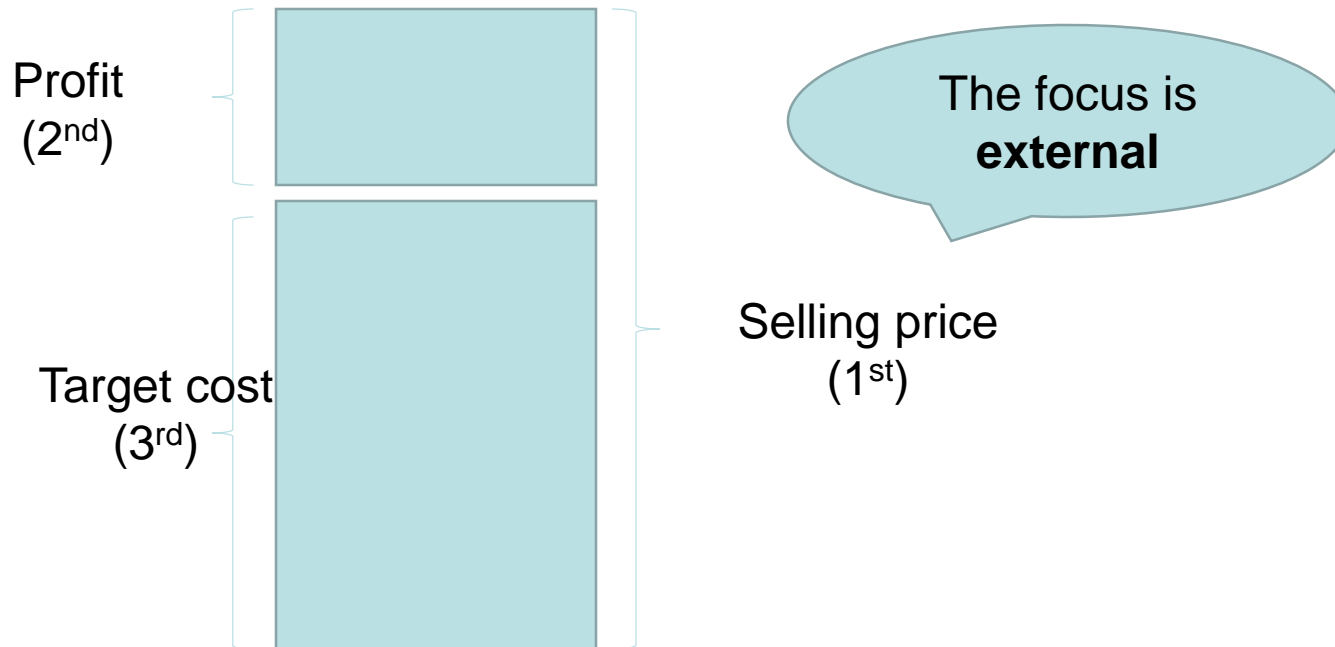 Profit
(2nd)
The focus is
external
Selling price
(1st)
Target cost
(3rd)